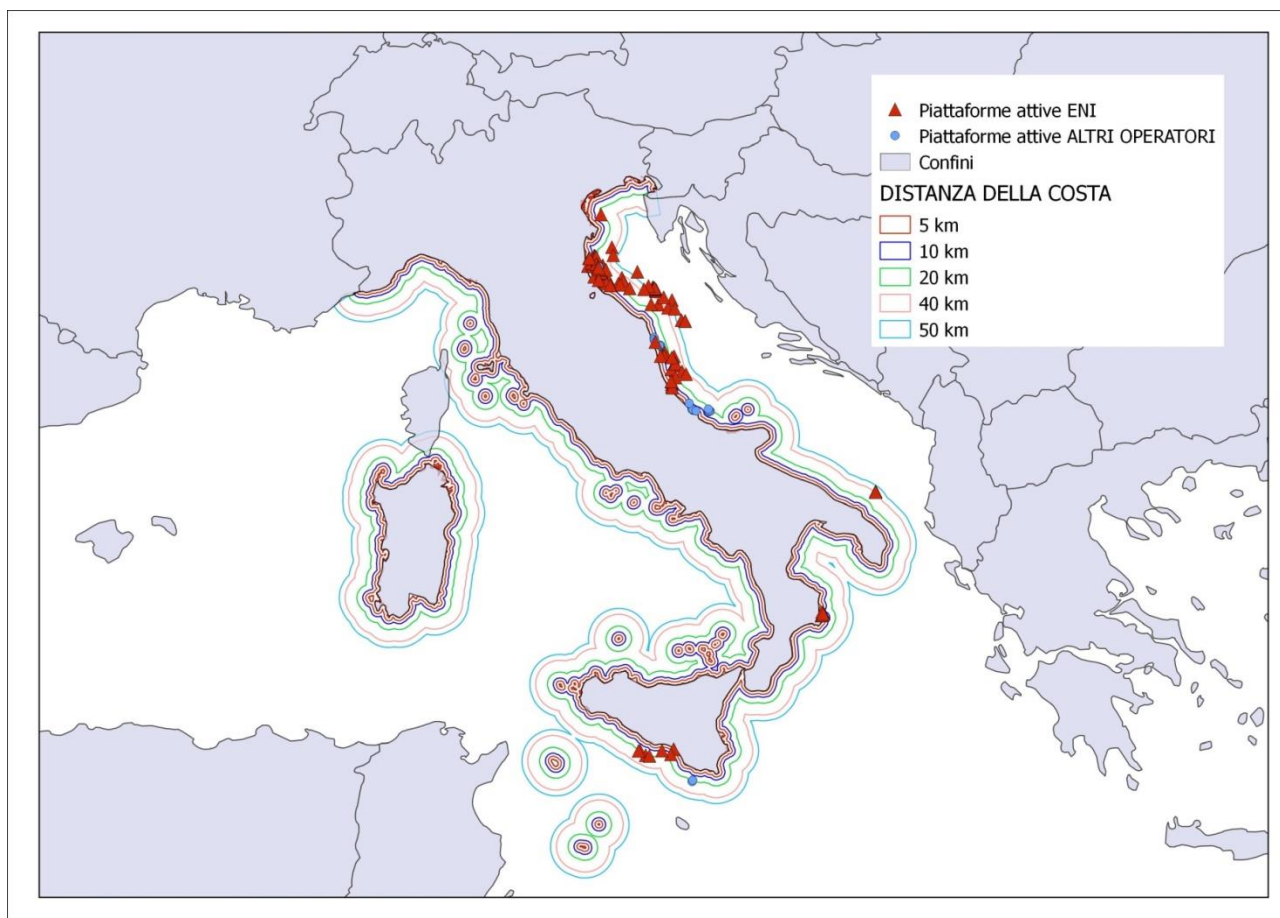 Piattaforme attive ENI
Piattaforme attive ALTRI OPERATORI
Confini
DISTANZA DELLA COSTA
5 km
10 km
20 km
40 km
50 km